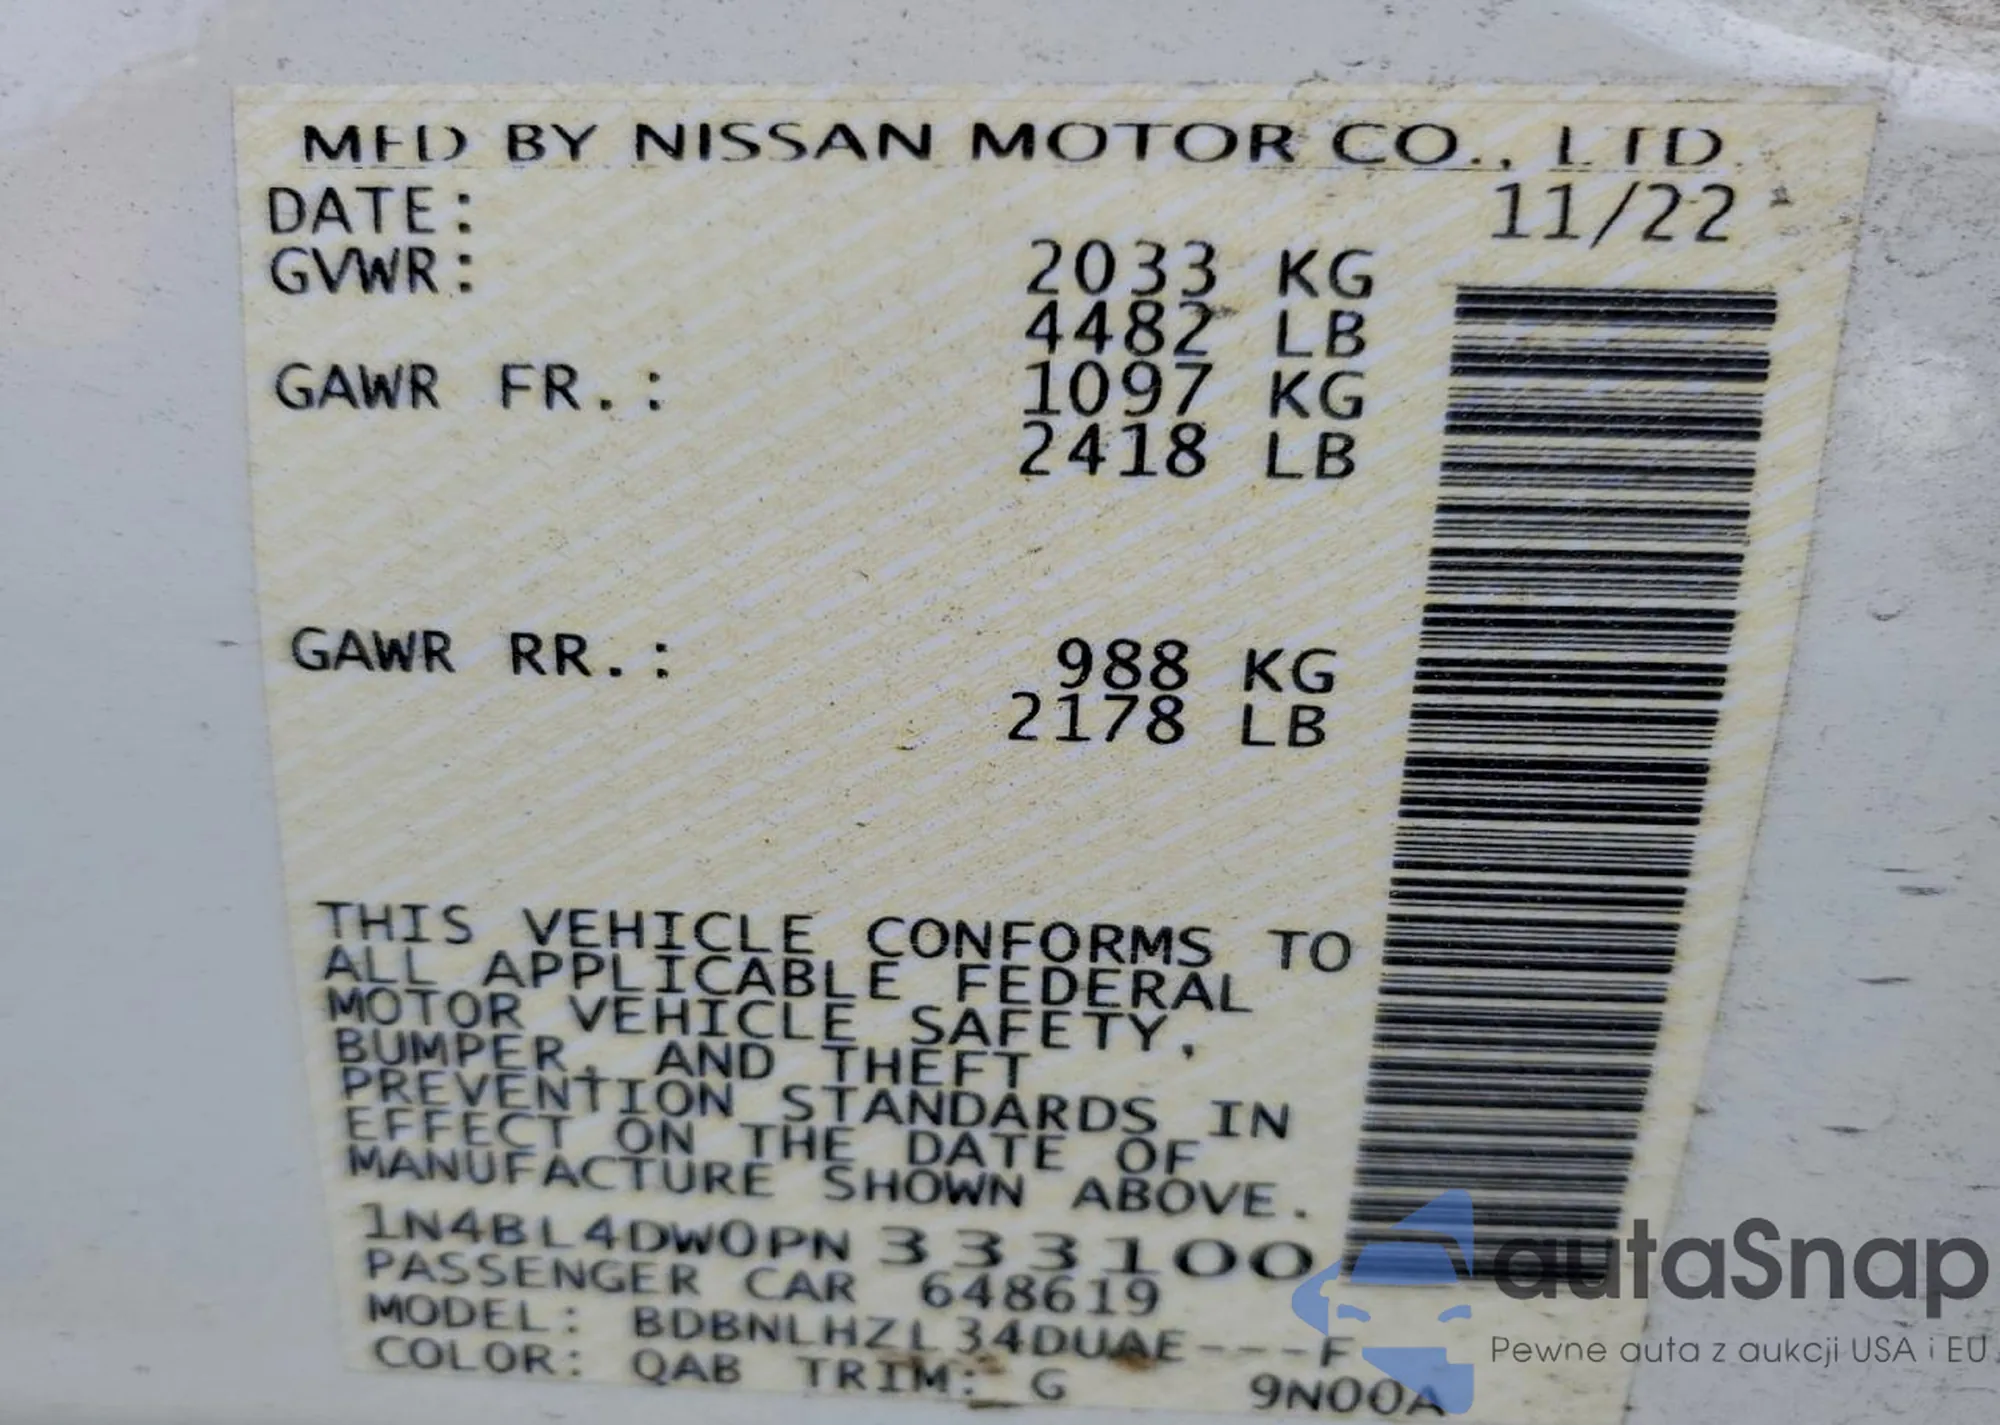 MFD BY NISSAN MOTOR CO., LTD.
DATE: 11/22
GVWR: 2033 KG
4482 LB
GAWR FR.: 1097 KG
2418 LB
GAWR RR.: 988 KG
2178 LB
THIS VEHICLE CONFORMS TO
ALL APPLICABLE FEDERAL
MOTOR VEHICLE SAFETY,
BUMPER, AND THEFT
PREVENTION STANDARDS IN
EFFECT ON THE DATE OF
MANUFACTURE SHOWN ABOVE.
1N4BL4DW0PN333100
PASSENGER CAR 648619
MODEL: BDBNLHZL34DUAE---F
COLOR: QAB TRIM: G 9N00A
autaSnap
Pewne auta z aukcji USA i EU